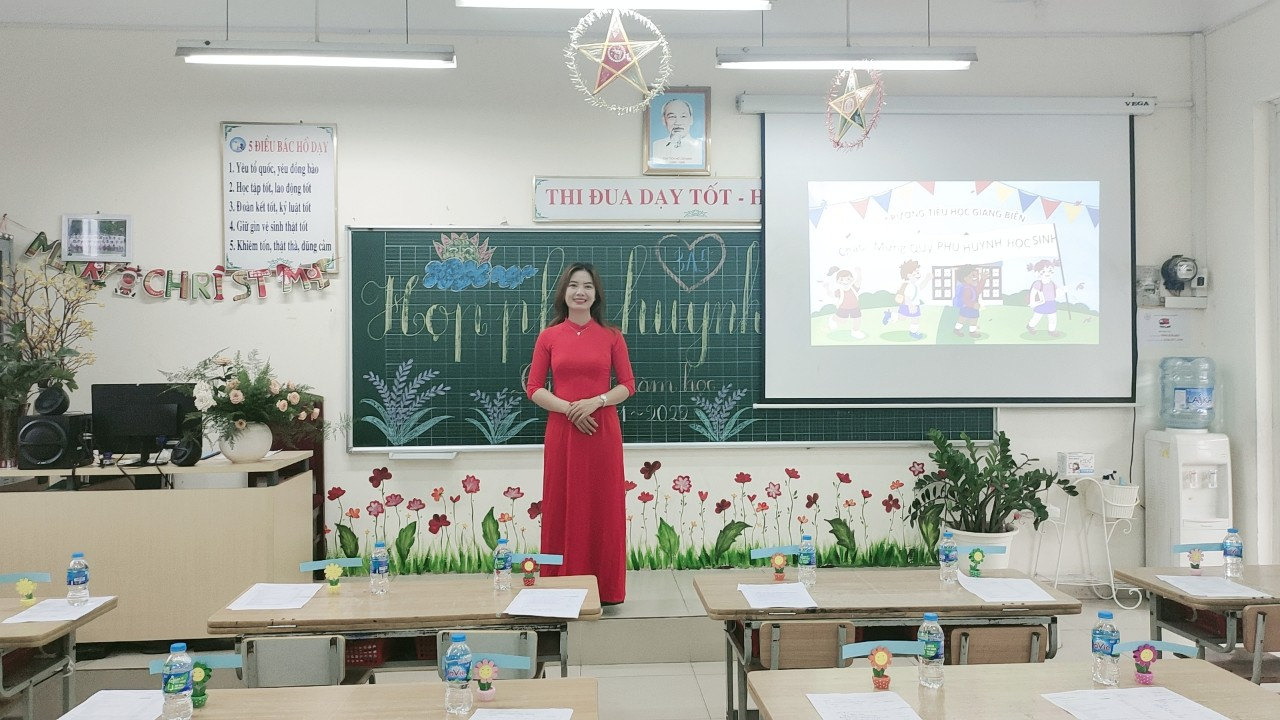 VEGA
5 ĐIỀU BÁC HỒ DẠY
1. Yêu tổ quốc, yêu đồng bào
2. Học tập tốt, lao động tốt
3. Đoàn kết tốt, kỷ luật tốt
4. Giữ gìn vệ sinh thật tốt
5. Khiêm tốn, thật thà, dũng cảm
THI ĐUA DẠY TỐT - H
TRƯỜNG TIỂU HỌC GIANG BIÊN
Chào Mừng Quý PHỤ HUYNH HỌC SINH
CHRISTMA
Họp phụ huynh
năm học
~ 2022